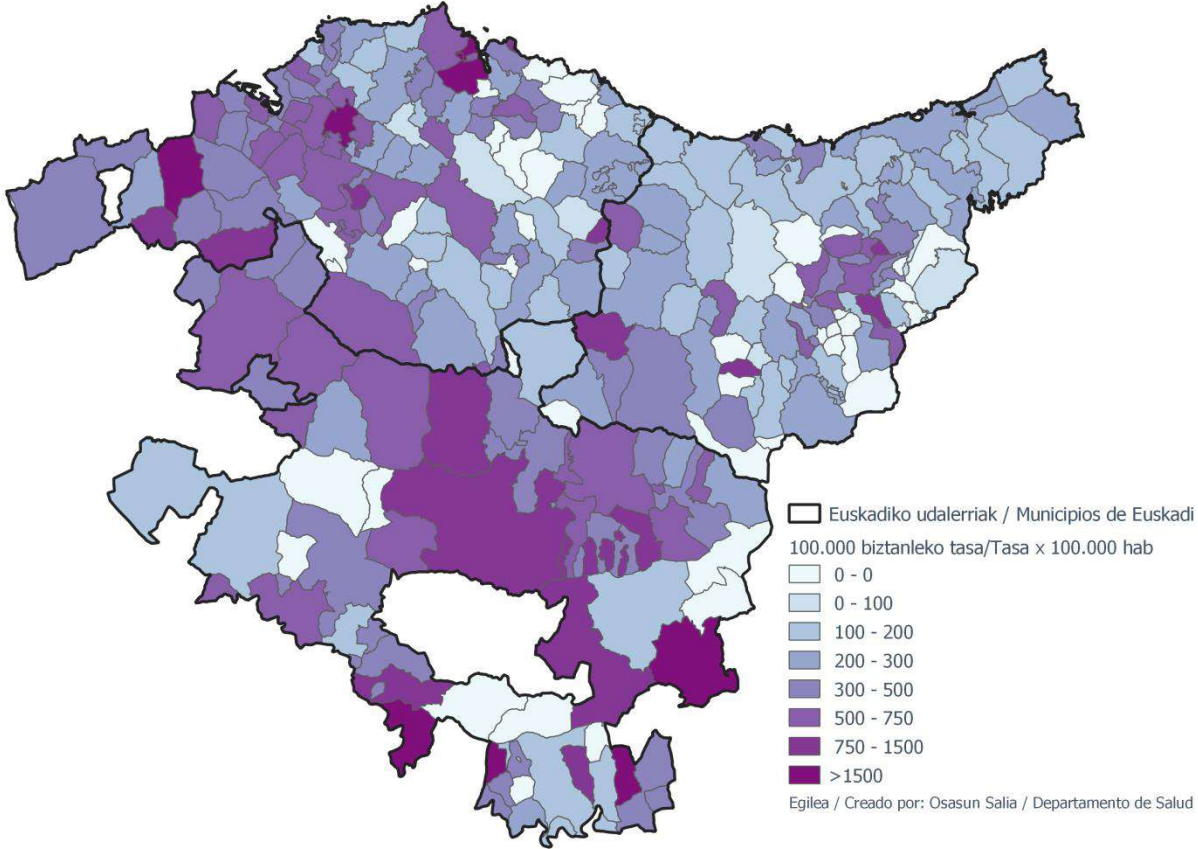 Euskadiko udalerriak / Municipios de Euskadi
100.000 biztanleko tasa/Tasa x 100.000 hab
0 - 0
0 - 100
100 - 200
200 - 300
300 - 500
500 - 750
750 - 1500
>1500
Egilea / Creado por: Osasun Salia / Departamento de Salud